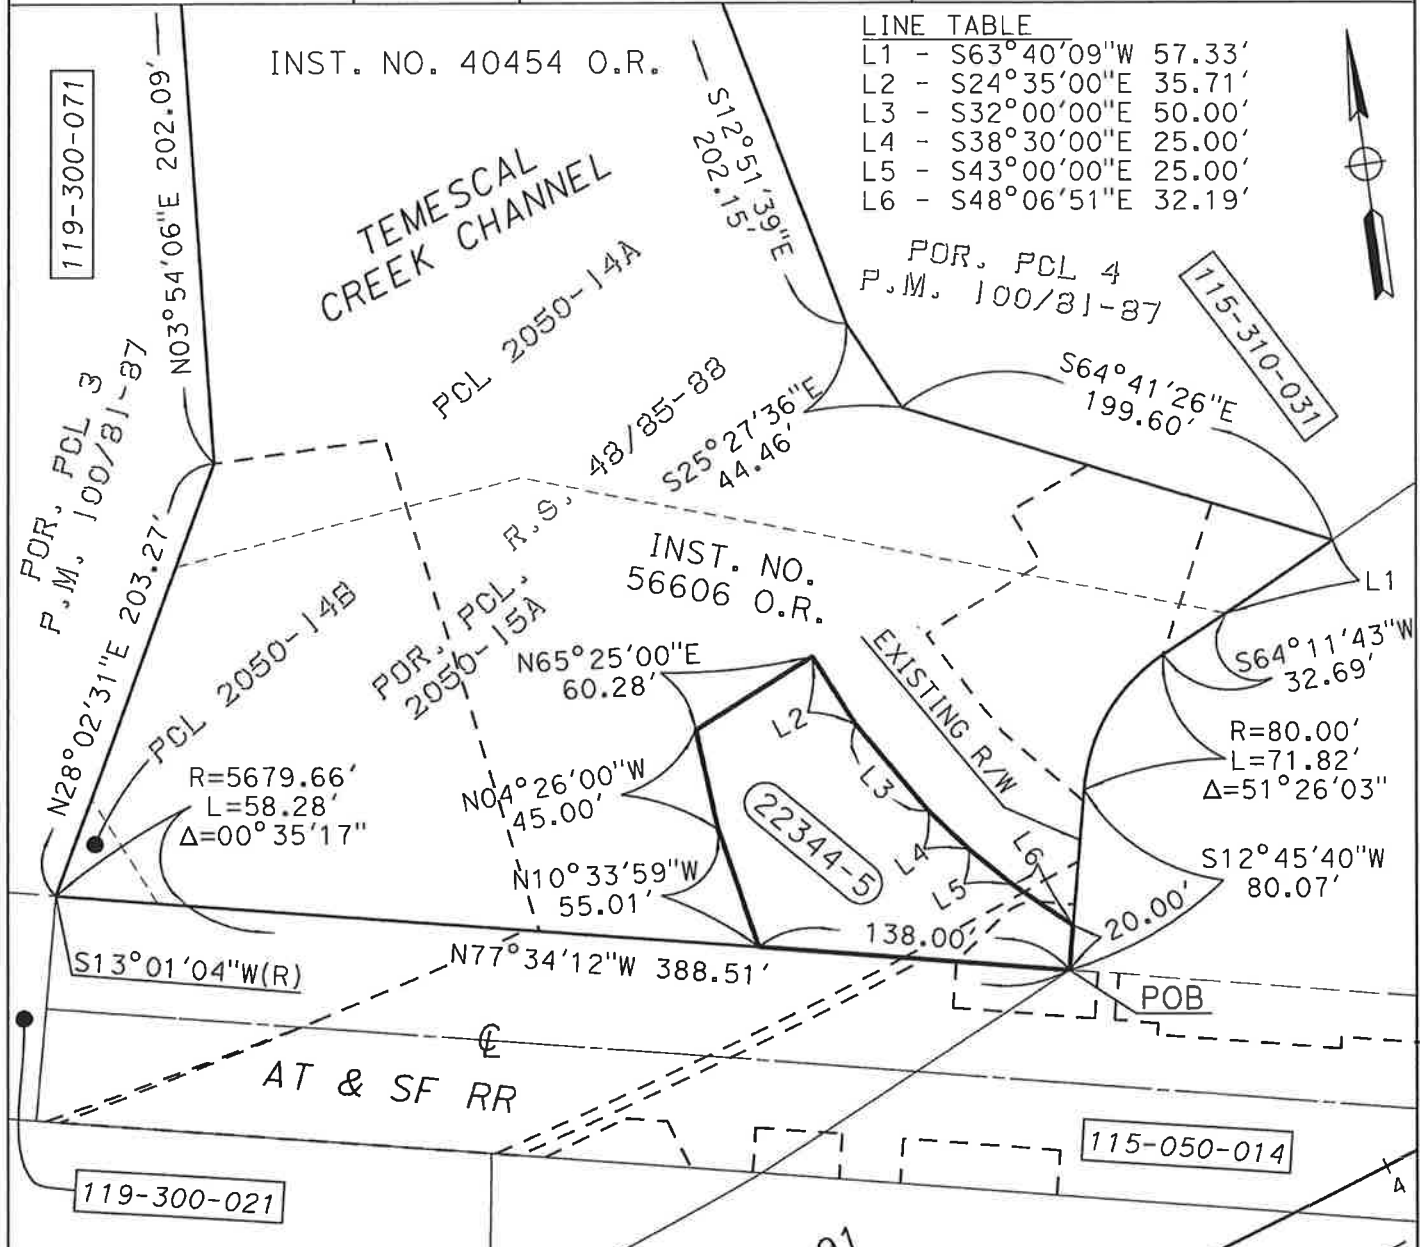 INST. NO. 40454 O.R.
LINE TABLE
L1 - S63°40'09"W 57.33'
L2 - S24°35'00"E 35.71'
L3 - S32°00'00"E 50.00'
L4 - S38°30'00"E 25.00'
L5 - S43°00'00"E 25.00'
L6 - S48°06'51"E 32.19'
119-300-071
N03°54'06"E 202.09'
S12°51'39"E
202.15'
TEMESCAL
CREEK CHANNEL
PCL 2050-14A
POR. PCL 4
P.M. 100/81-87
115-310-031
POR. PCL 3
P.M. 100/81-87
R.S. 48/85-88
S25°27'36"E
44.46'
S64°41'26"E
199.60'
INST. NO.
56606 O.R.
L1
N28°02'31"E 203.27'
PCL 2050-14B
POR. PCL.
2050-15A
N65°25'00"E
60.28'
EXISTING R/W
S64°11'43"W
32.69'
L2
R=80.00'
L=71.82'
Δ=51°26'03"
R=5679.66'
L=58.28'
Δ=00°35'17"
N04°26'00"W
45.00'
L3
22344-5
L4
L5
L6
S12°45'40"W
80.07'
N10°33'59"W
55.01'
138.00'
20.00'
S13°01'04"W(R)
N77°34'12"W 388.51'
POB
℄
AT & SF RR
115-050-014
119-300-021
4
91